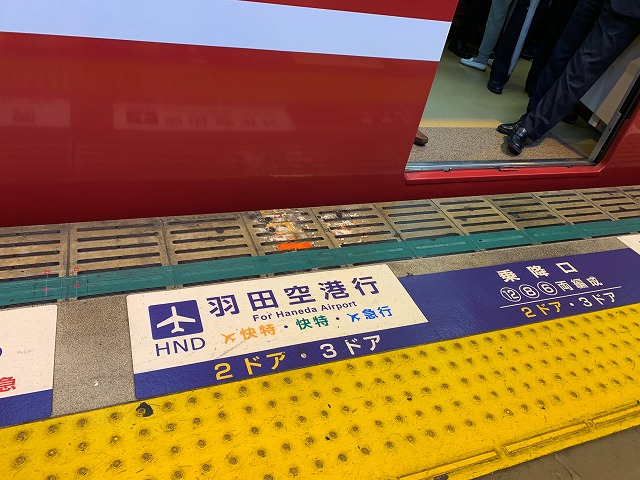 急
羽田空港行
For Haneda Airport
HND
✈快特・快特・✈急行
2ドア・3ドア
乗降口
⑫⑧⑥両編成
2ドア・3ドア